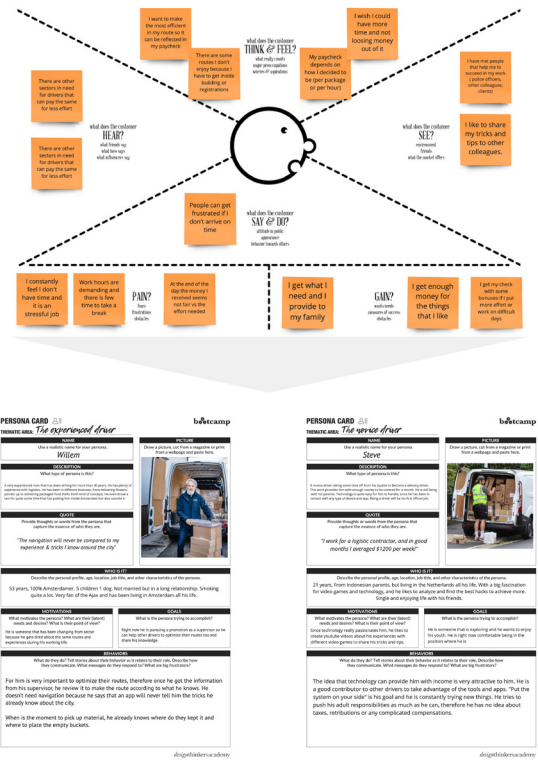 I want to make
the most efficient
in my route so it
can be reflected in
my paycheck
There are some
routes I don't
enjoy because I
have to get inside
building or
registrations
what does the customer
THINK & FEEL?
what really counts
major preoccupations
worries & aspirations
My paycheck
depends on
how I decided
to be (per package
or per hour)
I wish I could
have more
time and not
loosing money
out of it
There are other
sectors in need
for drivers that
can pay the same
for less effort
There are other
sectors in need
for drivers that
can pay the same
for less effort
what does the customer
HEAR?
what friends say
what boss says
what influencers say
what does the customer
SEE?
environment
friends
what the market offers
I have met people
that help me to
succeed in my work
( police officers,
other colleagues,
clients)
I like to share
my tricks and
tips to other
colleagues.
People can get
frustrated if I
don't arrive on
time
what does the customer
SAY & DO?
attitude in public
appearance
behavior towards others
I constantly
feel I don't
have time and
it is an
stressful job
Work hours are
demanding and
there is few
time to take a
break
PAIN?
fears
frustrations
obstacles
At the end of
the day the money I
received seems
not fair vs the
effort needed
I get what I
need and I
provide to
my family
GAIN?
wants/needs
measures of success
obstacles
I get enough
money for
the things
that I like
I get my check
with some
bonuses if I put
more effort or
work on difficult
days
PERSONA CARD
THEMATIC AREA: The experienced driver
bootcamp
NAME
Use a realistic name for your persona.
Willem
PICTURE
Draw a picture, cut from a magazine or print
from a webpage and paste here.
DESCRIPTION
What type of persona is this?
QUOTE
Provide thoughts or words from the persona that
capture the essence of who they are.
"The navigation will never be compared to my
experience & tricks I know around the city"
WHO IS IT?
Describe the personal profile, age, location, job title, and other characteristics of the persona.
53 years, 100% Amsterdamer. 5 children 1 dog. Not married but in a long relationship. Smoking
quite a lot. Very fan of the Ajax and has been living in Amsterdam all his life.
MOTIVATIONS
What motivates the persona? What are their (latent)
needs and desires? What is their point of view?
He is someone that has been changing from sector
because he gets tired about the same routes and
experiences during his working life.
GOALS
What is the persona trying to accomplish?
Right now he is pursuing a promotion as a supervisor so he
can help other drivers to optimize their routes too and
share his knowledge.
BEHAVIORS
What do they do? Tell stories about their behavior as it relates to their role. Describe how
they communicate. What messages do they respond to? What are big frustrations?
For him is very important to optimize their routes, therefore once he get the information
from his supervisor, he review it to make the route according to what he knows. He
doesn't need navigation because he says that an app will never tell him the tricks he
already know about the city.
When is the moment to pick up material, he already knows where do they kept it and
where to place the empty buckets.
designthinkersacademy
PERSONA CARD
THEMATIC AREA: The novice driver
bootcamp
NAME
Use a realistic name for your persona.
Steve
PICTURE
Draw a picture, cut from a magazine or print
from a webpage and paste here.
DESCRIPTION
What type of persona is this?
QUOTE
Provide thoughts or words from the persona that
capture the essence of who they are.
"I work for a logistic contractor, and in good
months I averaged $1200 per week!"
WHO IS IT?
Describe the personal profile, age, location, job title, and other characteristics of the persona.
21 years, From Indonesian parents, but living in the Netherlands all his life. With a big fascination
for video games and technology, and he likes to analyze and find the best hacks to achieve more.
Single and enjoying life with his friends.
MOTIVATIONS
What motivates the persona? What are their (latent)
needs and desires? What is their point of view?
Since technology really passionates him, he likes to
create youtube videos about his experiences with
different video games to share his tricks and tips.
GOALS
What is the persona trying to accomplish?
He is someone that is exploring and he wants to enjoy
his youth. He is right now comfortable being in the
position where he is
BEHAVIORS
What do they do? Tell stories about their behavior as it relates to their role. Describe how
they communicate. What messages do they respond to? What are big frustrations?
The idea that technology can provide him with income is very attractive to him. He is
a good contributor to other drivers to take advantage of the tools and apps. "Put the
system on your side" is his goal and he is constantly trying new things. He tries to
push his adult responsibilities as much as he can, therefore he has no idea about
taxes, retributions or any complicated compensations.
designthinkersacademy